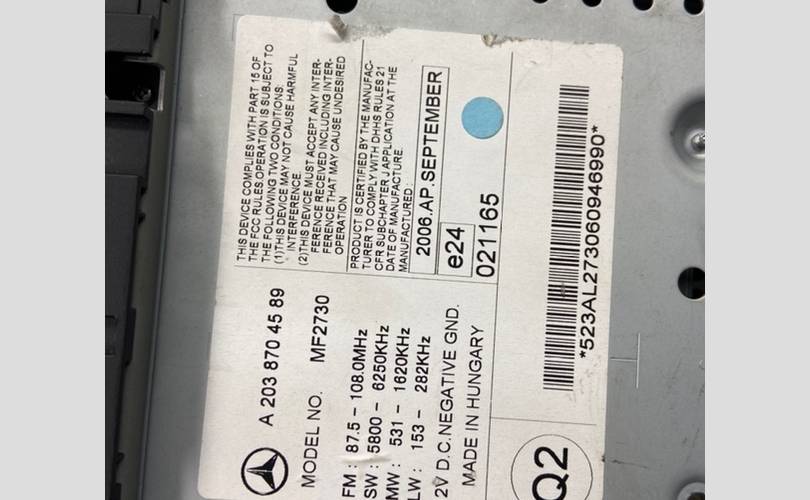 THIS DEVICE COMPLIES WITH PART 15 OF
THE FCC RULES.OPERATION IS SUBJECT TO
THE FOLLOWING TWO CONDITIONS:
(1)THIS DEVICE MAY NOT CAUSE HARMFUL
INTERFERENCE.
(2)THIS DEVICE MUST ACCEPT ANY INTER-
FERENCE RECEIVED INCLUDING INTER-
FERENCE THAT MAY CAUSE UNDESIRED
OPERATION
PRODUCT IS CERTIFIED BY THE MANUFAC-
TURER TO COMPLY WITH DHHS RULES 21
CFR SUBCHAPTER J APPLICATION AT THE
DATE OF MANUFACTURE.
MANUFACTURED:
2006.AP.SEPTEMBER
e24
021165
A 203 870 45 89
MODEL NO. MF2730
FM : 87.5 – 108.0MHz
SW : 5800 – 6250KHz
MW : 531 – 1620KHz
LW : 153 – 282KHz
2V D.C.NEGATIVE GND.
MADE IN HUNGARY
*523AL273060946990*
Q2